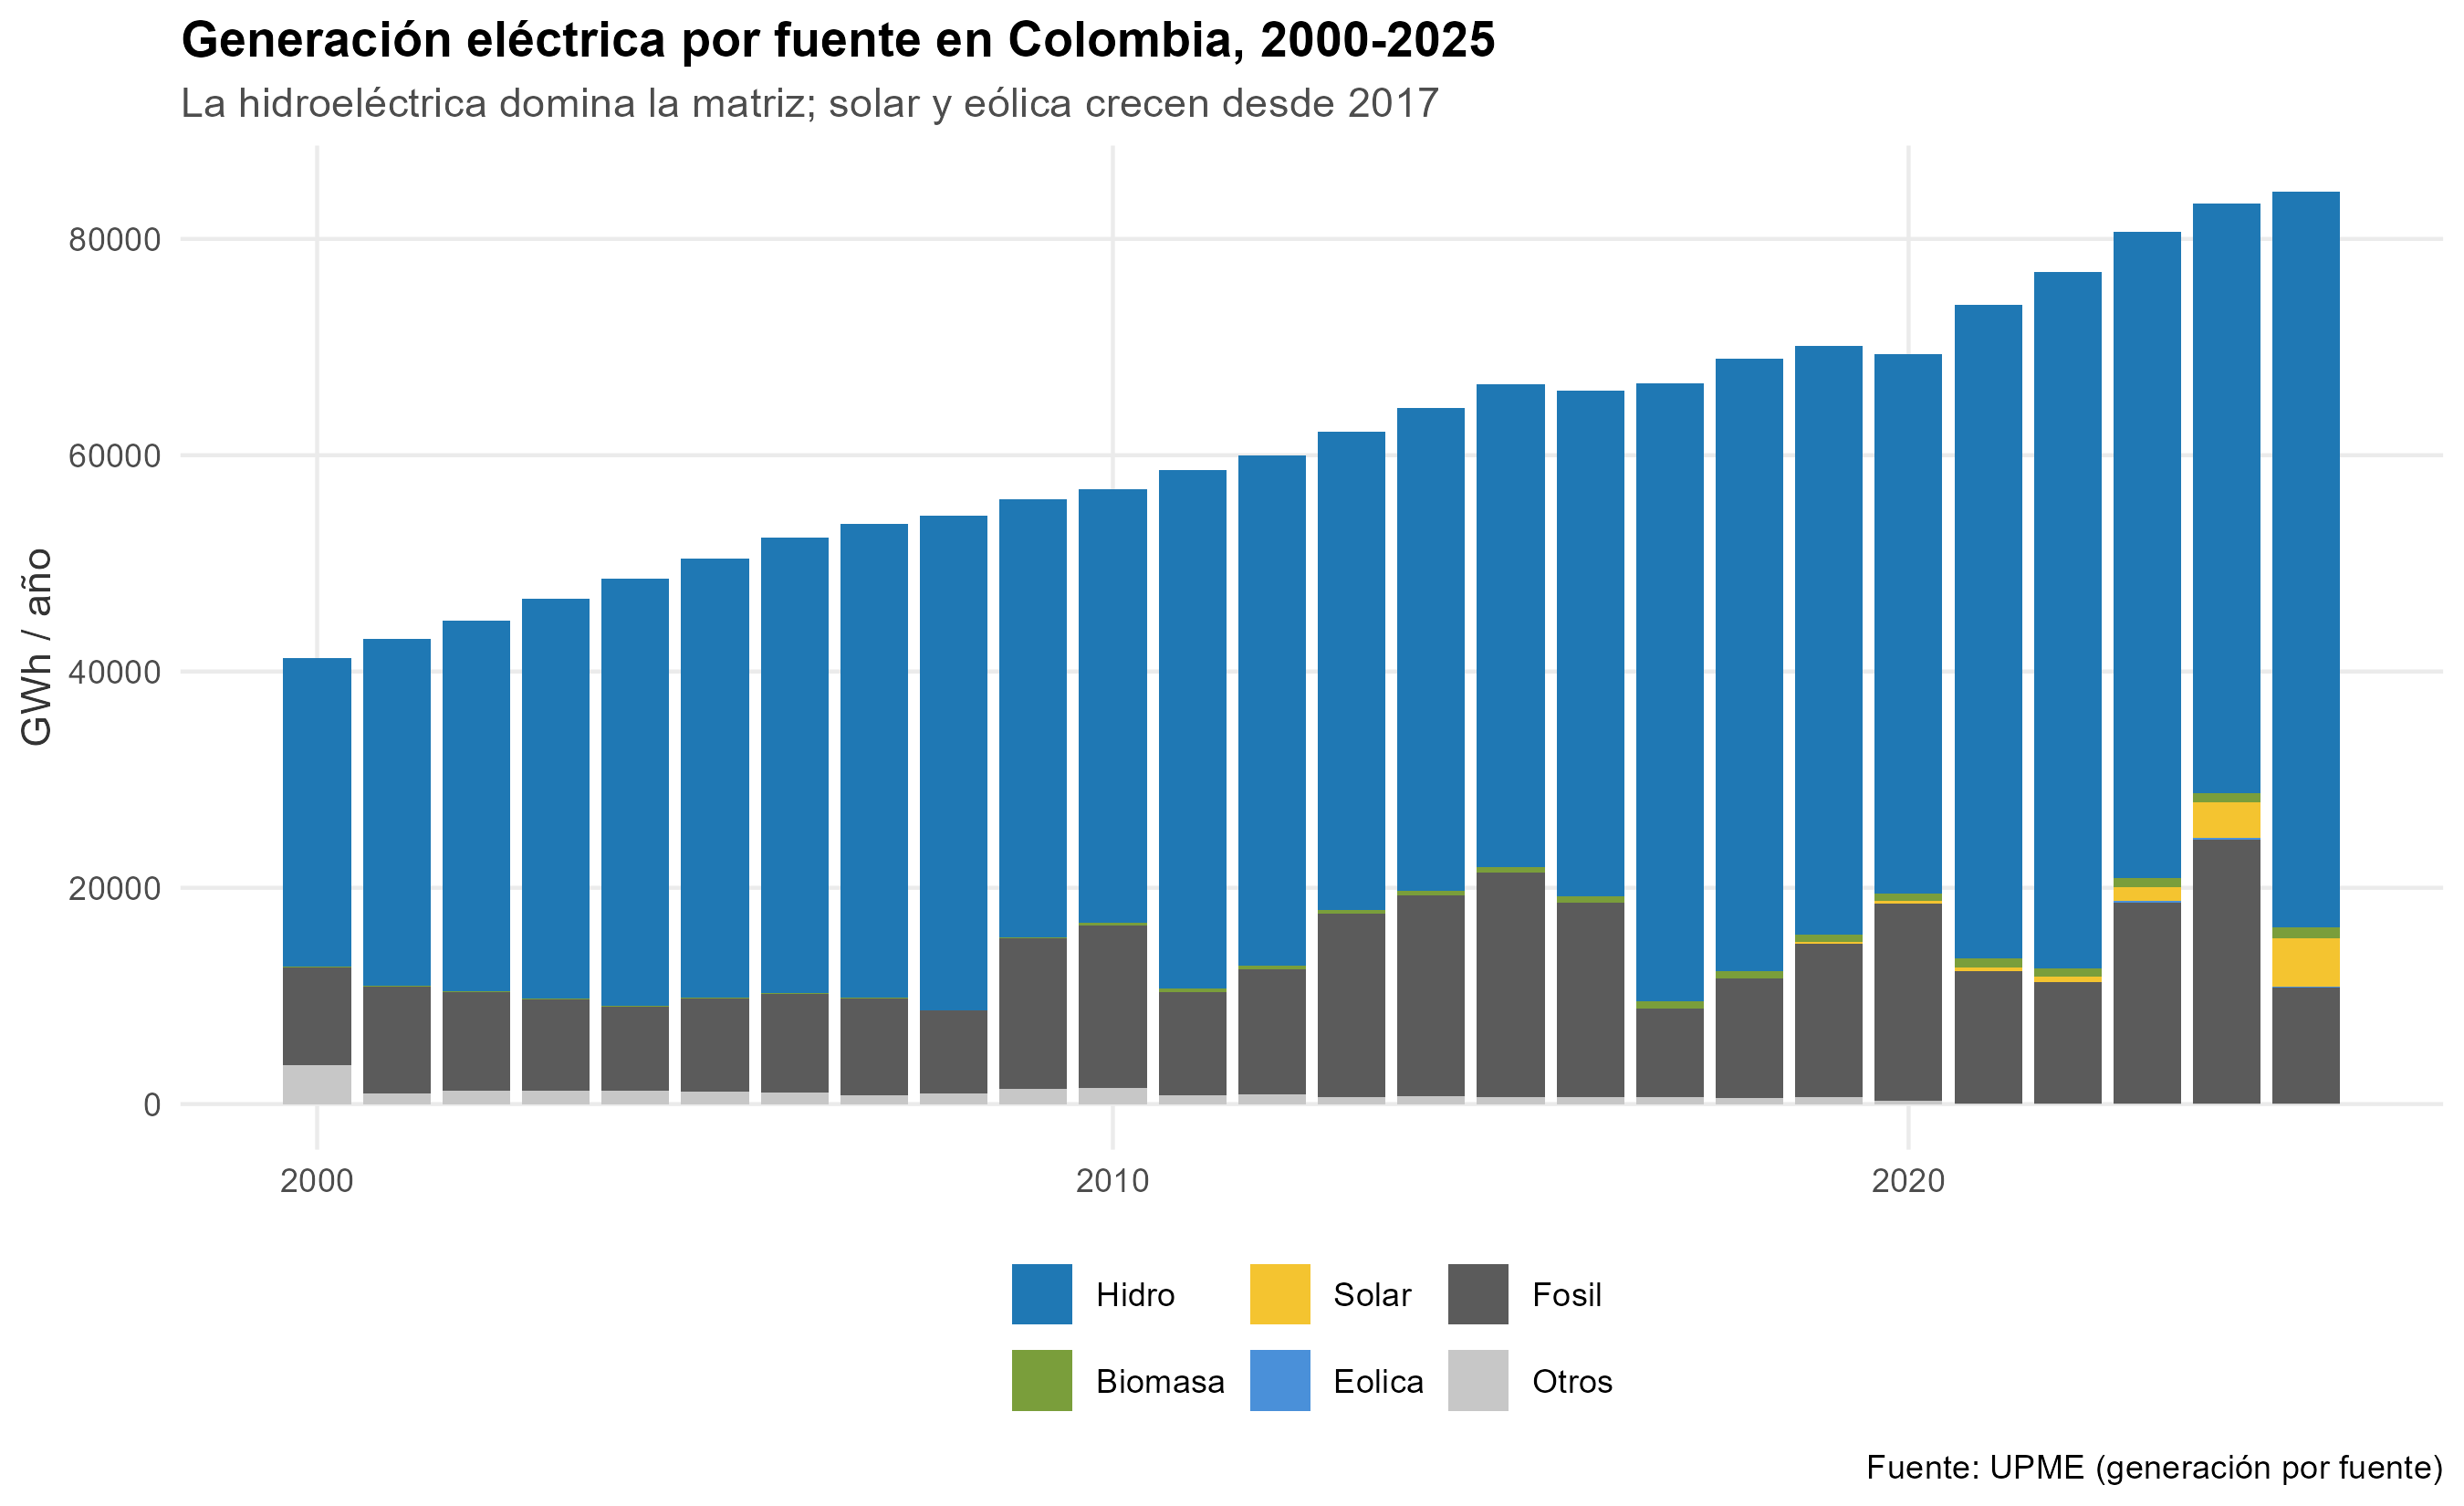 Generación eléctrica por fuente en Colombia, 2000-2025
La hidroeléctrica domina la matriz; solar y eólica crecen desde 2017
GWh / año
80000
60000
40000
20000
0
2000
2010
2020
Hidro
Solar
Fosil
Biomasa
Eolica
Otros
Fuente: UPME (generación por fuente)